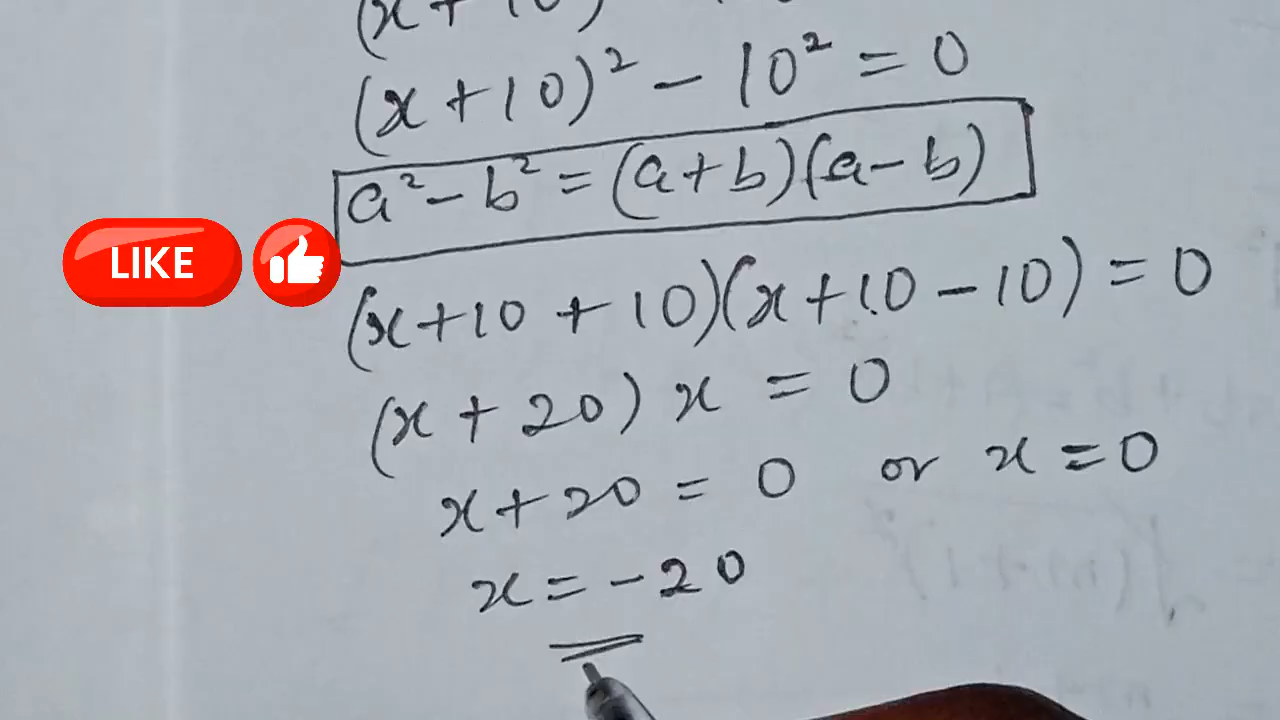 (x+10)
(x+10)² - 10² = 0
a² - b² = (a+b)(a-b)
LIKE
(x+10+10)(x+10-10) = 0
(x+20) x = 0
x+20 = 0 or x = 0
x = -20